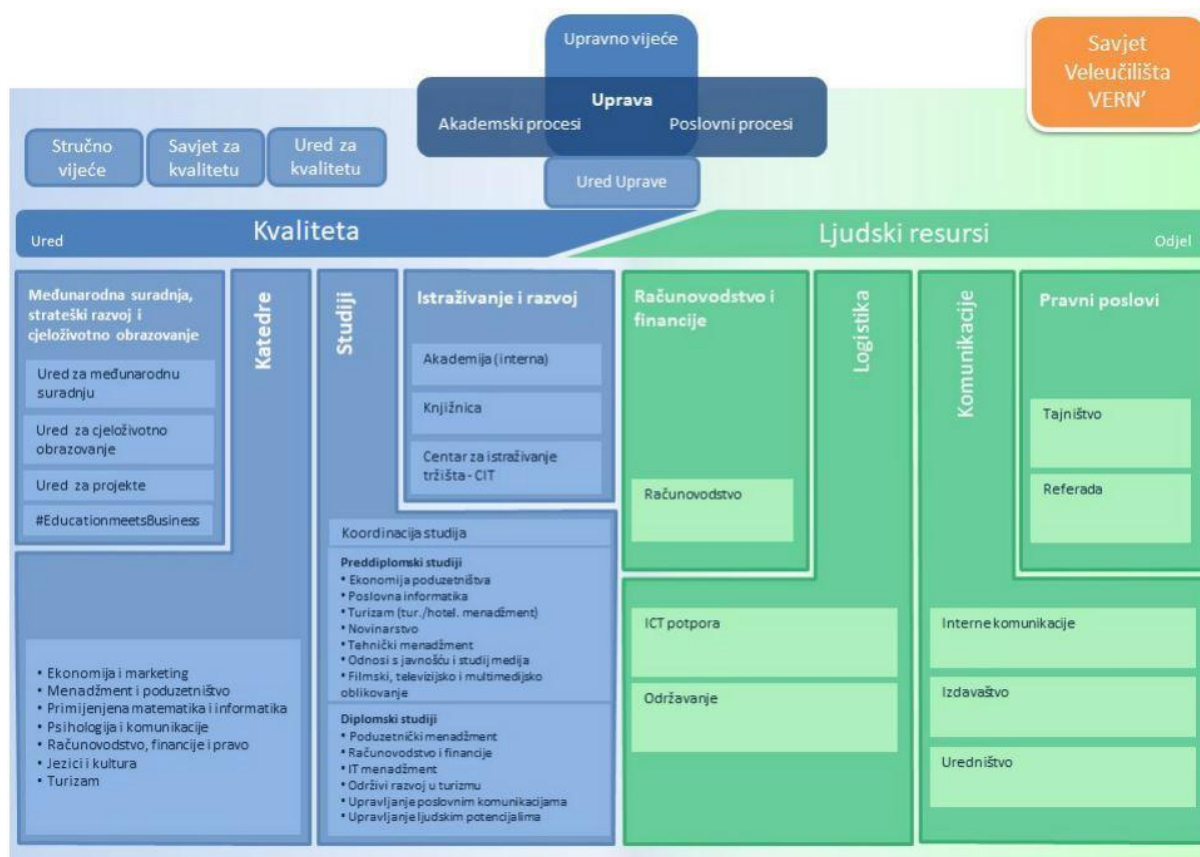 Upravno vijeće
Savjet
Veleučilišta
VERN'
Uprava
Akademski procesi
Poslovni procesi
Stručno
vijeće
Savjet za
kvalitetu
Ured za
kvalitetu
Ured Uprave
Ured
Kvaliteta
Ljudski resursi
Odjel
Međunarodna suradnja,
strateški razvoj i
cjeloživotno obrazovanje
Ured za međunarodnu
suradnju
Ured za cjeloživotno
obrazovanje
Ured za projekte
#EducationmeetsBusiness
Katedre
• Ekonomija i marketing
• Menadžment i poduzetništvo
• Primijenjena matematika i informatika
• Psihologija i komunikacije
• Računovodstvo, financije i pravo
• Jezici i kultura
• Turizam
Studiji
Koordinacija studija
Preddiplomski studiji
• Ekonomija poduzetništva
• Poslovna informatika
• Turizam (tur./hotel. menadžment)
• Novinarstvo
• Tehnički menadžment
• Odnosi s javnošću i studij medija
• Filmski, televizijsko i multimedijsko
oblikovanje
Diplomski studiji
• Poduzetnički menadžment
• Računovodstvo i financije
• IT menadžment
• Održivi razvoj u turizmu
• Upravljanje poslovnim komunikacijama
• Upravljanje ljudskim potencijalima
Istraživanje i razvoj
Akademija (interna)
Knjižnica
Centar za istraživanje
tržišta - CIT
Računovodstvo i
financije
Računovodstvo
Logistika
ICT potpora
Održavanje
Komunikacije
Interne komunikacije
Izdavaštvo
Uredništvo
Pravni poslovi
Tajništvo
Referada